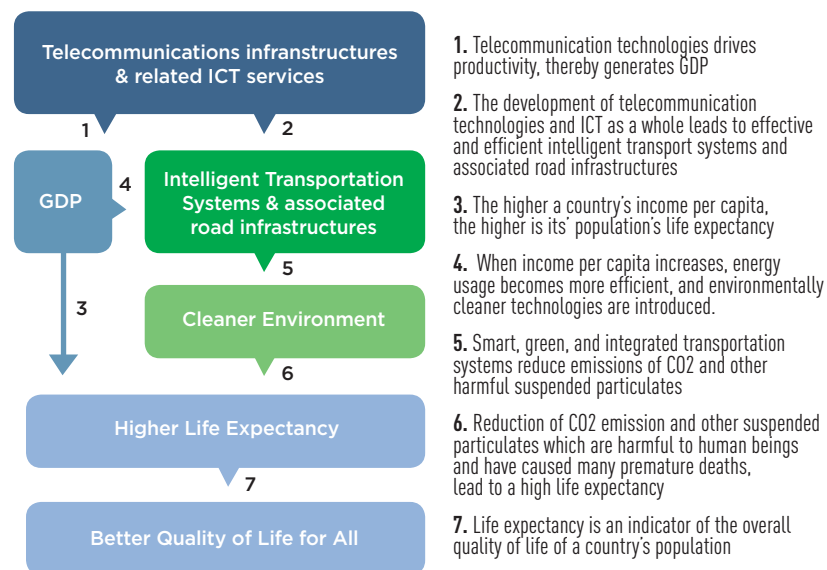 Telecommunications infranstructures
& related ICT services
1
2
GDP
4
Intelligent Transportation
Systems & associated
road infrastructures
3
5
Cleaner Environment
6
Higher Life Expectancy
7
Better Quality of Life for All
1. Telecommunication technologies drives
productivity, thereby generates GDP
2. The development of telecommunication
technologies and ICT as a whole leads to effective
and efficient intelligent transport systems and
associated road infrastructures
3. The higher a country's income per capita,
the higher is its' population's life expectancy
4. When income per capita increases, energy
usage becomes more efficient, and environmentally
cleaner technologies are introduced.
5. Smart, green, and integrated transportation
systems reduce emissions of CO2 and other
harmful suspended particulates
6. Reduction of CO2 emission and other suspended
particulates which are harmful to human beings
and have caused many premature deaths,
lead to a high life expectancy
7. Life expectancy is an indicator of the overall
quality of life of a country's population